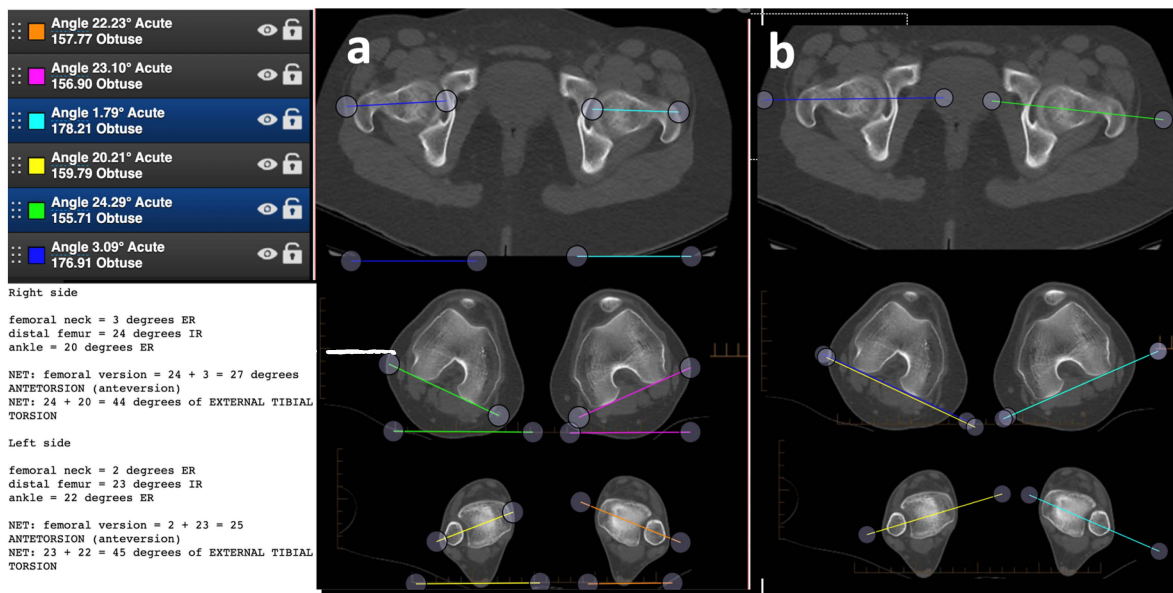 Angle 22.23° Acute
157.77 Obtuse
Angle 23.10° Acute
156.90 Obtuse
Angle 1.79° Acute
178.21 Obtuse
Angle 20.21° Acute
159.79 Obtuse
Angle 24.29° Acute
155.71 Obtuse
Angle 3.09° Acute
176.91 Obtuse
Right side
femoral neck = 3 degrees ER
distal femur = 24 degrees IR
ankle = 20 degrees ER
NET: femoral version = 24 + 3 = 27 degrees
ANTETORSION (anteversion)
NET: 24 + 20 = 44 degrees of EXTERNAL TIBIAL
TORSION
Left side
femoral neck = 2 degrees ER
distal femur = 23 degrees IR
ankle = 22 degrees ER
NET: femoral version = 2 + 23 = 25
ANTETORSION (anteversion)
NET: 23 + 22 = 45 degrees of EXTERNAL TIBIAL
TORSION
a
b